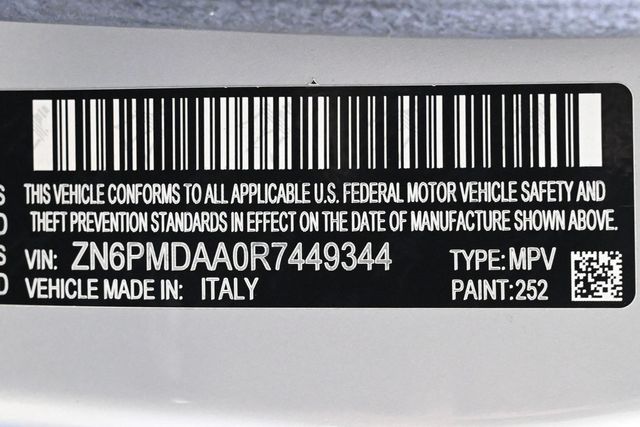 THIS VEHICLE CONFORMS TO ALL APPLICABLE U.S. FEDERAL MOTOR VEHICLE SAFETY AND
THEFT PREVENTION STANDARDS IN EFFECT ON THE DATE OF MANUFACTURE SHOWN ABOVE.
VIN: ZN6PMDAA0R7449344 TYPE: MPV
VEHICLE MADE IN: ITALY PAINT: 252